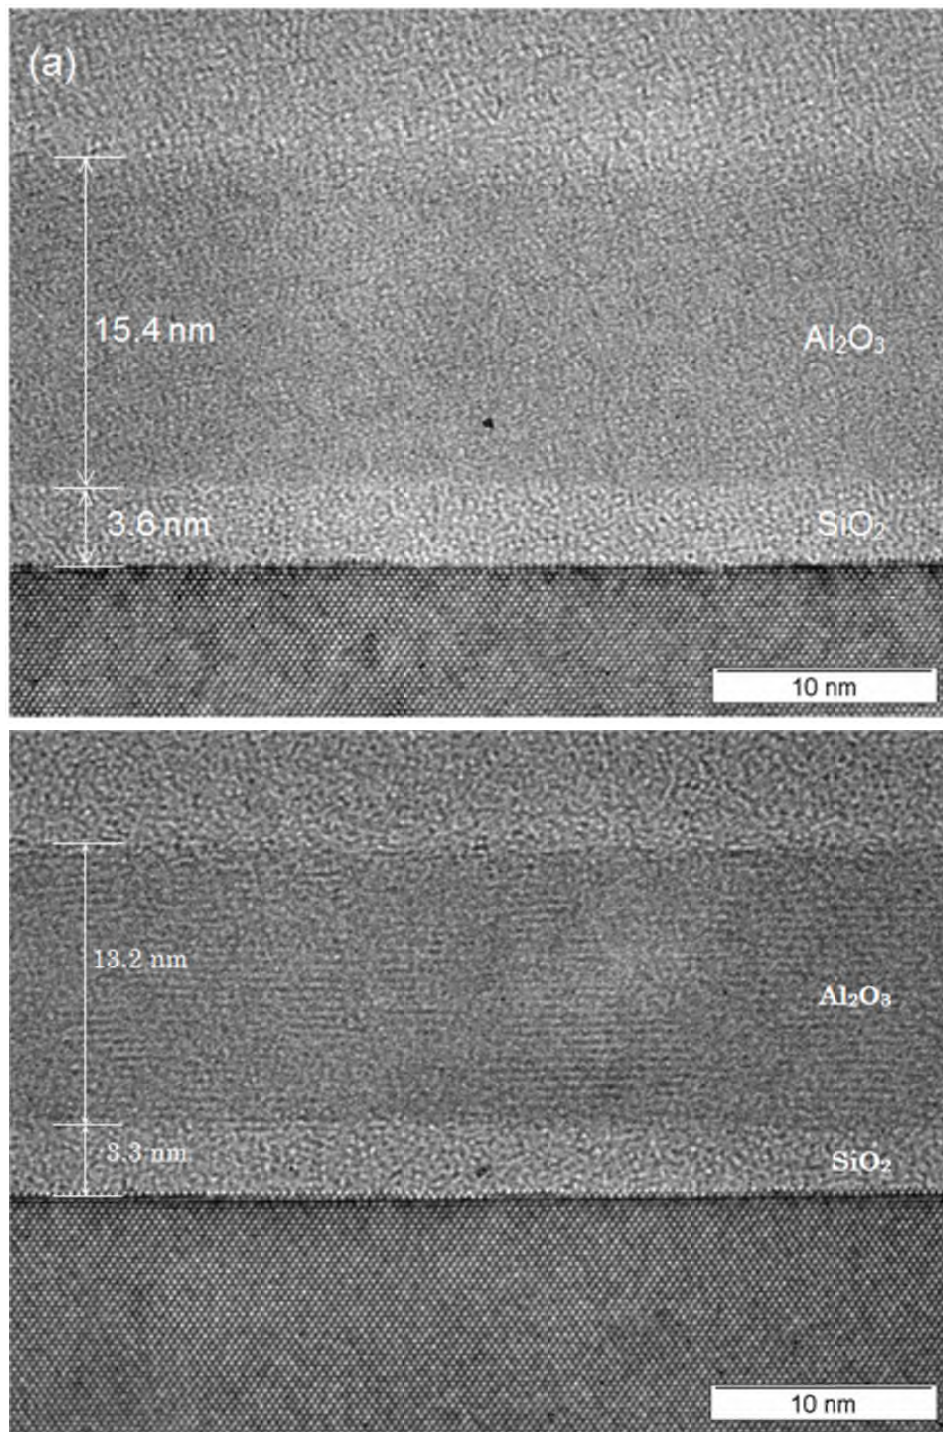 (a)
15.4 nm
Al₂O₃
3.6 nm
SiO₂
10 nm
13.2 nm
Al₂O₃
3.3 nm
SiO₂
10 nm